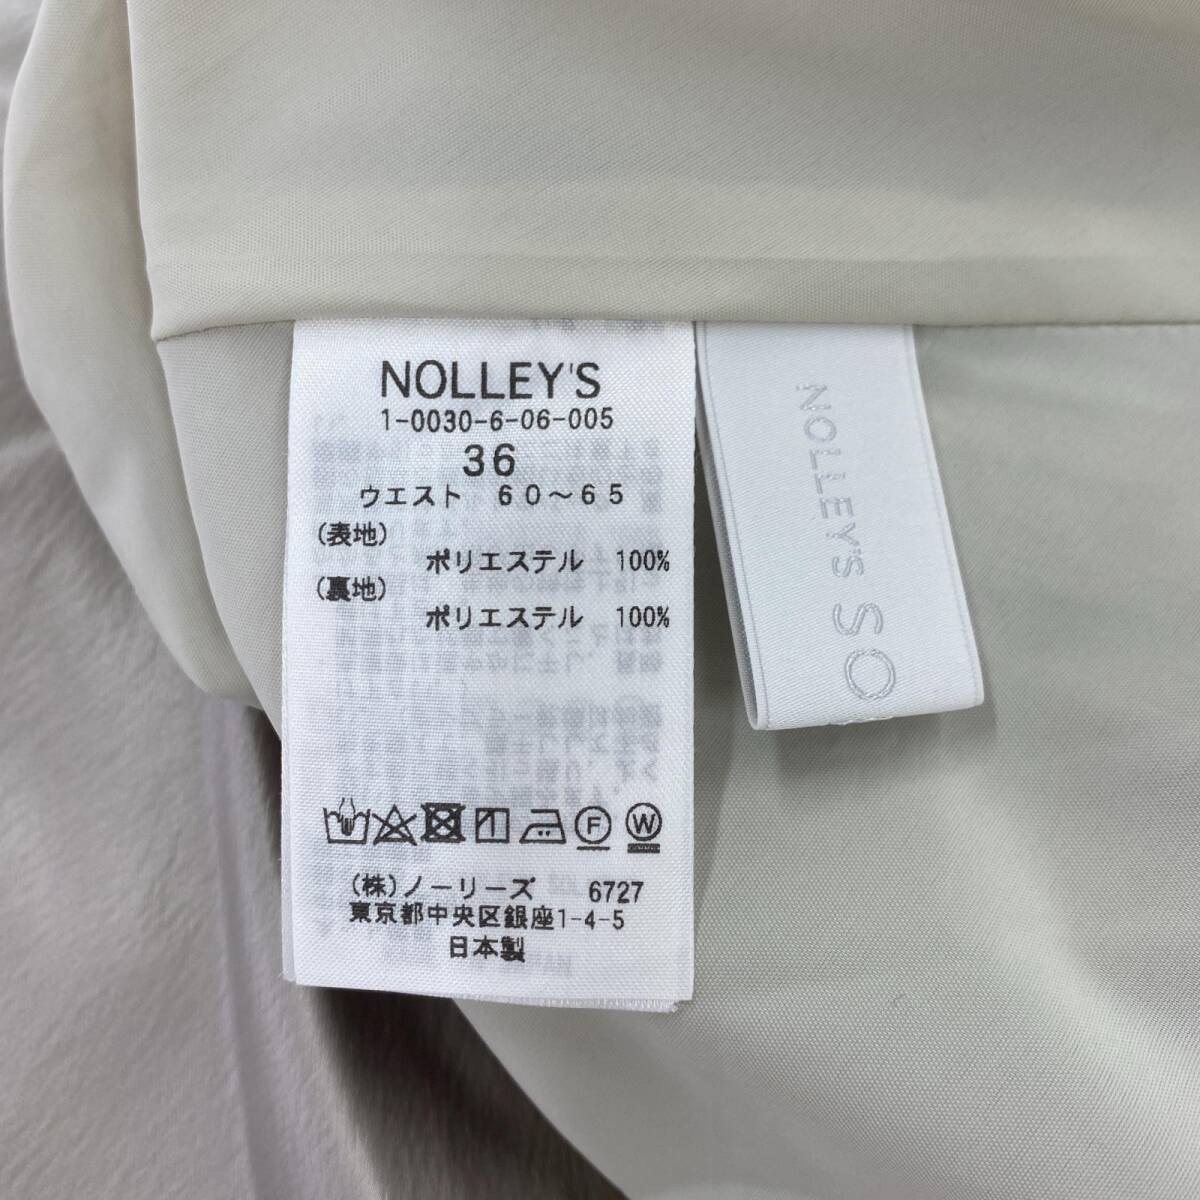 NOLLEY'S
1-0030-6-06-005
36
ウエスト 60～65
(表地)
ポリエステル 100%
(裏地)
ポリエステル 100%
F
W
(株)ノーリーズ 6727
東京都中央区銀座1-4-5
日本製
NOLLEY'S SO